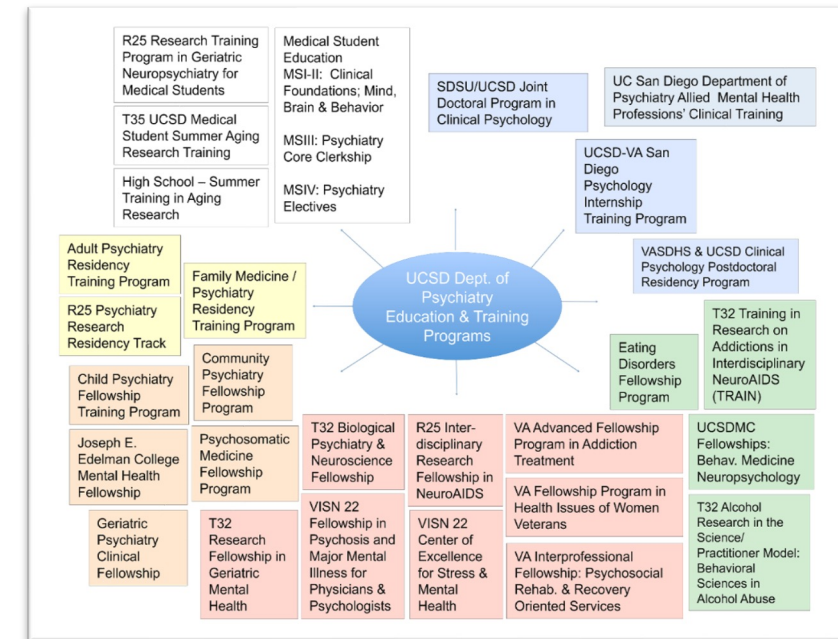 R25 Research Training
Program in Geriatric
Neuropsychiatry for
Medical Students
T35 UCSD Medical
Student Summer Aging
Research Training
High School – Summer
Training in Aging
Research
Medical Student
Education
MSI-II: Clinical
Foundations; Mind,
Brain & Behavior
MSIII: Psychiatry
Core Clerkship
MSIV: Psychiatry
Electives
SDSU/UCSD Joint
Doctoral Program in
Clinical Psychology
UC San Diego Department of
Psychiatry Allied Mental Health
Professions' Clinical Training
UCSD-VA San
Diego
Psychology
Internship
Training Program
VASDHS & UCSD Clinical
Psychology Postdoctoral
Residency Program
Adult Psychiatry
Residency
Training Program
R25 Psychiatry
Research
Residency Track
Family Medicine /
Psychiatry
Residency
Training Program
UCSD Dept. of
Psychiatry
Education & Training
Programs
Eating
Disorders
Fellowship
Program
T32 Training in
Research on
Addictions in
Interdisciplinary
NeuroAIDS
(TRAIN)
Child Psychiatry
Fellowship
Training Program
Community
Psychiatry
Fellowship
Program
Joseph E.
Edelman College
Mental Health
Fellowship
Psychosomatic
Medicine
Fellowship
Program
Geriatric
Psychiatry
Clinical
Fellowship
T32
Research
Fellowship in
Geriatric
Mental
Health
T32 Biological
Psychiatry &
Neuroscience
Fellowship
VISN 22
Fellowship in
Psychosis and
Major Mental
Illness for
Physicians &
Psychologists
R25 Inter-
disciplinary
Research
Fellowship in
NeuroAIDS
VISN 22
Center of
Excellence
for Stress &
Mental
Health
VA Advanced Fellowship
Program in Addiction
Treatment
VA Fellowship Program in
Health Issues of Women
Veterans
VA Interprofessional
Fellowship: Psychosocial
Rehab. & Recovery
Oriented Services
UCSDMC
Fellowships:
Behav. Medicine
Neuropsychology
T32 Alcohol
Research in the
Science/
Practitioner Model:
Behavioral
Sciences in
Alcohol Abuse